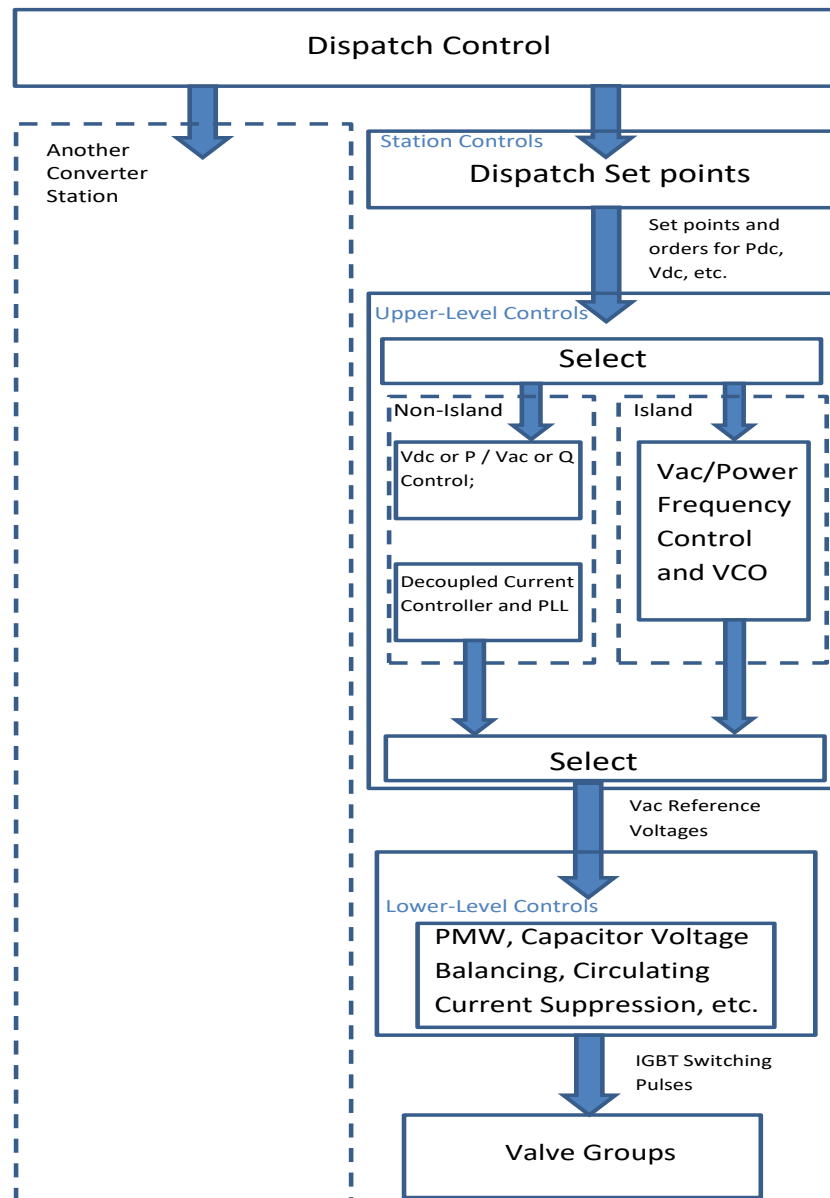 Dispatch Control
Another
Converter
Station
Station Controls
Dispatch Set points
Set points and
orders for Pdc,
Vdc, etc.
Upper-Level Controls
Select
Non-Island
Island
Vdc or P / Vac or Q
Control;
Vac/Power
Frequency
Control
and VCO
Decoupled Current
Controller and PLL
Select
Vac Reference
Voltages
Lower-Level Controls
PMW, Capacitor Voltage
Balancing, Circulating
Current Suppression, etc.
IGBT Switching
Pulses
Valve Groups